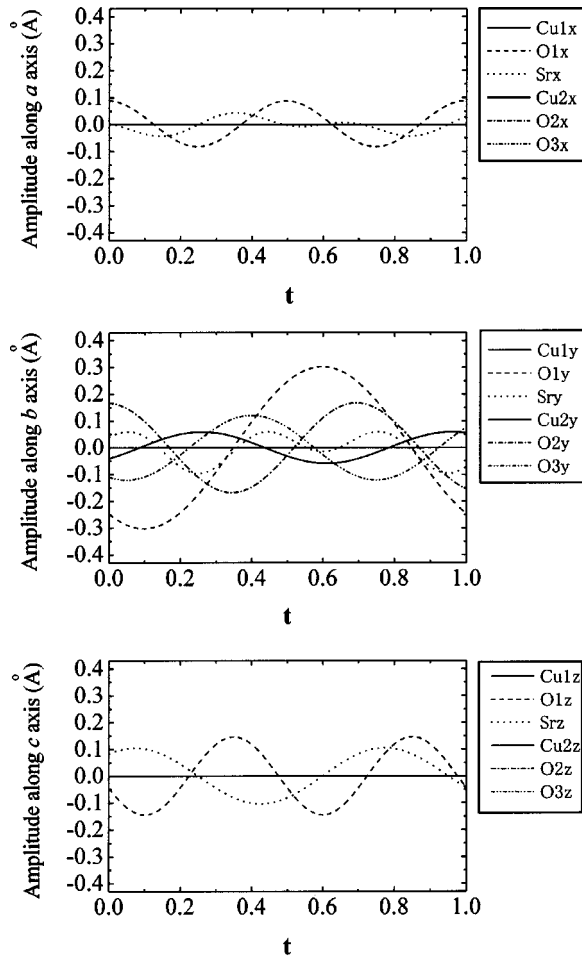 Amplitude along a axis (Å)
0.4
0.3
0.2
0.1
0.0
-0.1
-0.2
-0.3
-0.4
0.0 0.2 0.4 0.6 0.8 1.0
t
Cu1x
O1x
Srx
Cu2x
O2x
O3x
Amplitude along b axis (Å)
0.4
0.3
0.2
0.1
0.0
-0.1
-0.2
-0.3
-0.4
0.0 0.2 0.4 0.6 0.8 1.0
t
Cu1y
O1y
Sry
Cu2y
O2y
O3y
Amplitude along c axis (Å)
0.4
0.3
0.2
0.1
0.0
-0.1
-0.2
-0.3
-0.4
0.0 0.2 0.4 0.6 0.8 1.0
t
Cu1z
O1z
Srz
Cu2z
O2z
O3z